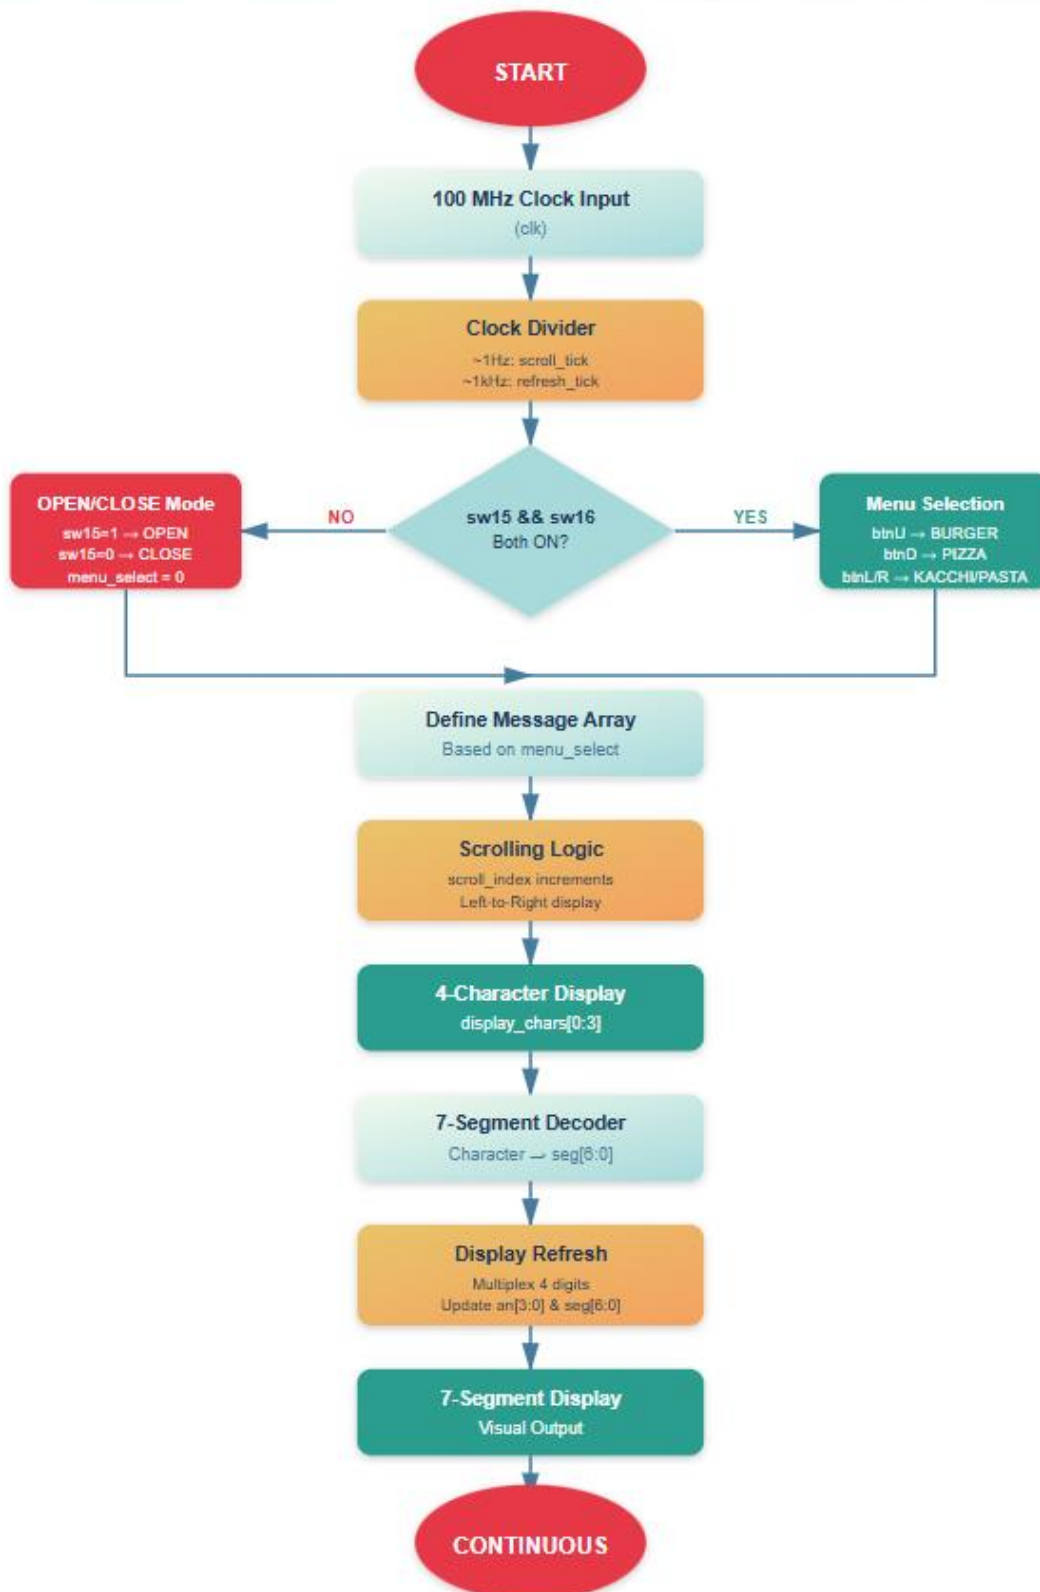 START
100 MHz Clock Input
(clk)
Clock Divider
~1Hz: scroll_tick
~1kHz: refresh_tick
OPEN/CLOSE Mode
sw15=1 → OPEN
sw15=0 → CLOSE
menu_select = 0
NO
sw15 && sw16
Both ON?
YES
Menu Selection
btnU → BURGER
btnD → PIZZA
btnL/R → KACCHI/PASTA
Define Message Array
Based on menu_select
Scrolling Logic
scroll_index increments
Left-to-Right display
4-Character Display
display_chars[0:3]
7-Segment Decoder
Character → seg[6:0]
Display Refresh
Multiplex 4 digits
Update an[3:0] & seg[6:0]
7-Segment Display
Visual Output
CONTINUOUS